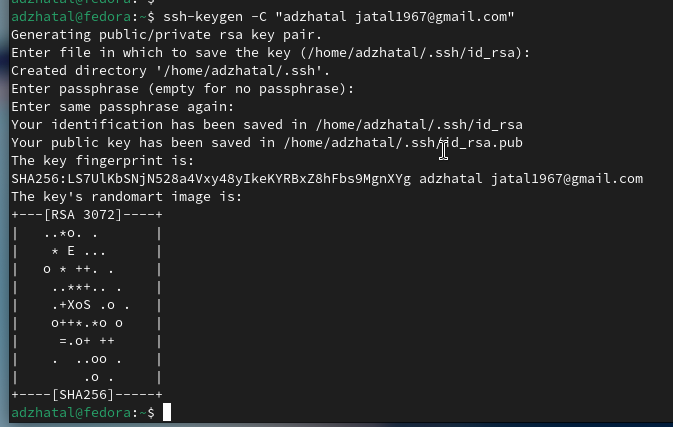 adzhatal@fedora:~$ ssh-keygen -C "adzhatal jatal1967@gmail.com"
Generating public/private rsa key pair.
Enter file in which to save the key (/home/adzhatal/.ssh/id_rsa):
Created directory '/home/adzhatal/.ssh'.
Enter passphrase (empty for no passphrase):
Enter same passphrase again:
Your identification has been saved in /home/adzhatal/.ssh/id_rsa
Your public key has been saved in /home/adzhatal/.ssh/id_rsa.pub
The key fingerprint is:
SHA256:LS7UlKbSNjN528a4Vxy48yIkeKYRBxZ8hFbs9MgnXYg adzhatal jatal1967@gmail.com
The key's randomart image is:
+---[RSA 3072]----+
|   ..*o. .       |
|    * E ...      |
|   o * ++. .     |
|    ..**+.. .    |
|    .+XoS .o .   |
|    o++*.*o o    |
|     =.o+ ++     |
|    .  ..oo .    |
|        .o .     |
+----[SHA256]-----+
adzhatal@fedora:~$